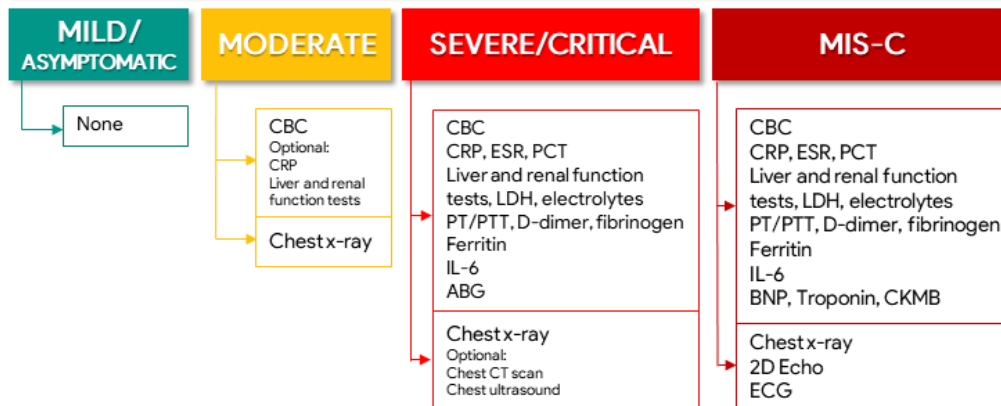 MILD/
ASYMPTOMATIC
None
MODERATE
CBC
Optional:
CRP
Liver and renal
function tests
Chest x-ray
SEVERE/CRITICAL
CBC
CRP, ESR, PCT
Liver and renal function
tests, LDH, electrolytes
PT/PTT, D-dimer, fibrinogen
Ferritin
IL-6
ABG
Chest x-ray
Optional:
Chest CT scan
Chest ultrasound
MIS-C
CBC
CRP, ESR, PCT
Liver and renal function
tests, LDH, electrolytes
PT/PTT, D-dimer, fibrinogen
Ferritin
IL-6
BNP, Troponin, CKMB
Chest x-ray
2D Echo
ECG